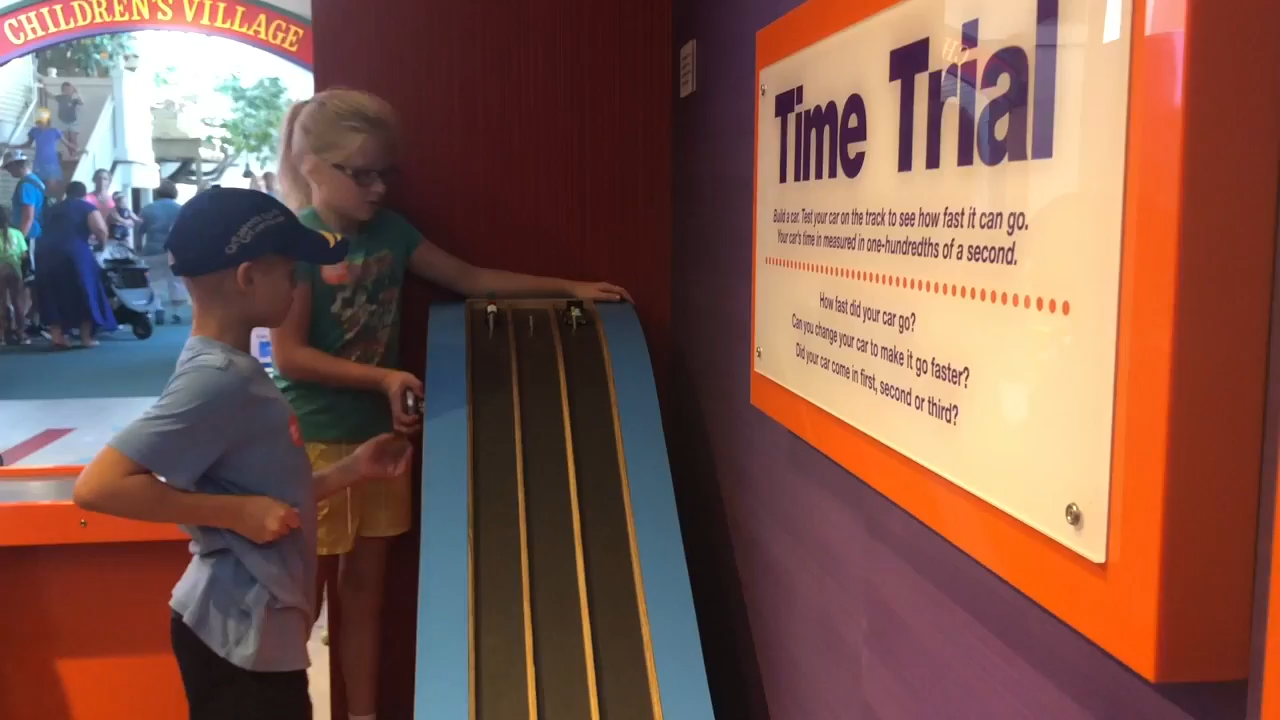 CHILDREN'S VILLAGE
Time Trial
Build a car. Test your car on the track to see how fast it can go.
Your car's time in measured in one-hundredths of a second.
How fast did your car go?
Can you change your car to make it go faster?
Did your car come in first, second or third?